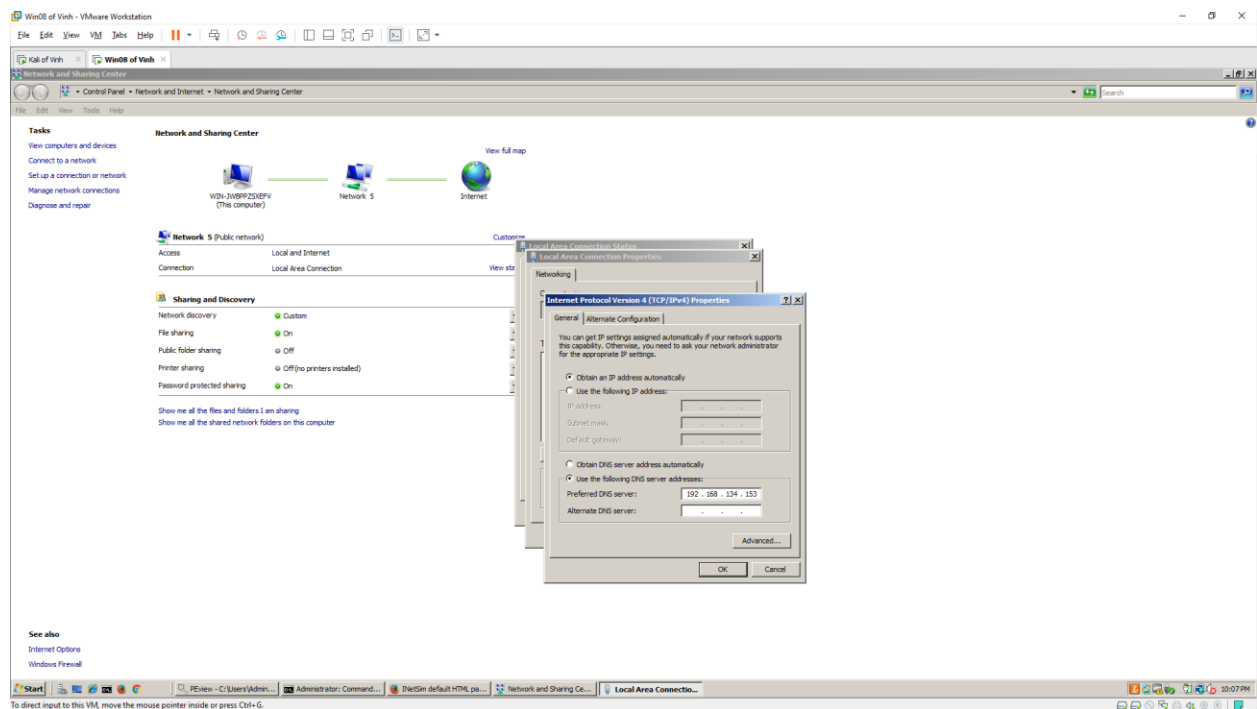 Win08 of Vinh - VMware Workstation
File Edit View VM Tabs Help
Kali of Vinh Win08 of Vinh
Network and Sharing Center
Control Panel Network and Internet Network and Sharing Center Search
File Edit View Tools Help
Tasks
View computers and devices
Connect to a network
Set up a connection or network
Manage network connections
Diagnose and repair
Network and Sharing Center
View full map
WIN-JWBPPZSXEFV
(This computer)
Network 5
Internet
Network 5 (Public network) Customize
Access Local and Internet
Connection Local Area Connection View sta
Sharing and Discovery
Network discovery Custom
File sharing On
Public folder sharing Off
Printer sharing Off (no printers installed)
Password protected sharing On
Show me all the files and folders I am sharing
Show me all the shared network folders on this computer
Local Area Connection Status
Local Area Connection Properties
Networking
Internet Protocol Version 4 (TCP/IPv4) Properties
General Alternate Configuration
You can get IP settings assigned automatically if your network supports
this capability. Otherwise, you need to ask your network administrator
for the appropriate IP settings.
Obtain an IP address automatically
Use the following IP address:
IP address:
Subnet mask:
Default gateway:
Obtain DNS server address automatically
Use the following DNS server addresses:
Preferred DNS server: 192 . 168 . 134 . 153
Alternate DNS server: . . .
Advanced...
OK Cancel
See also
Internet Options
Windows Firewall
Start PEview - C:\Users\Admin... Administrator: Command... INetSim default HTML pa... Network and Sharing Ce... Local Area Connectio... 10:07 PM
To direct input to this VM, move the mouse pointer inside or press Ctrl+G.